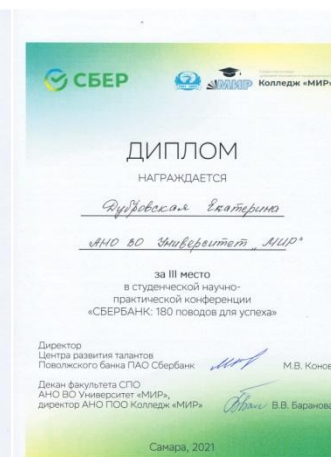 СБЕР
МИР
Колледж «МИР»
ДИПЛОМ
НАГРАЖДАЕТСЯ
Дубровская Екатерина
АНО ВО Университет „МИР“
за III место
в студенческой научно-
практической конференции
«СБЕРБАНК: 180 поводов для успеха»
Директор
Центра развития талантов
Поволжского банка ПАО Сбербанк
М.В. Конов
Декан факультета СПО
АНО ВО Университет «МИР»,
директор АНО ПОО Колледж «МИР»
В.В. Баранова
Самара, 2021